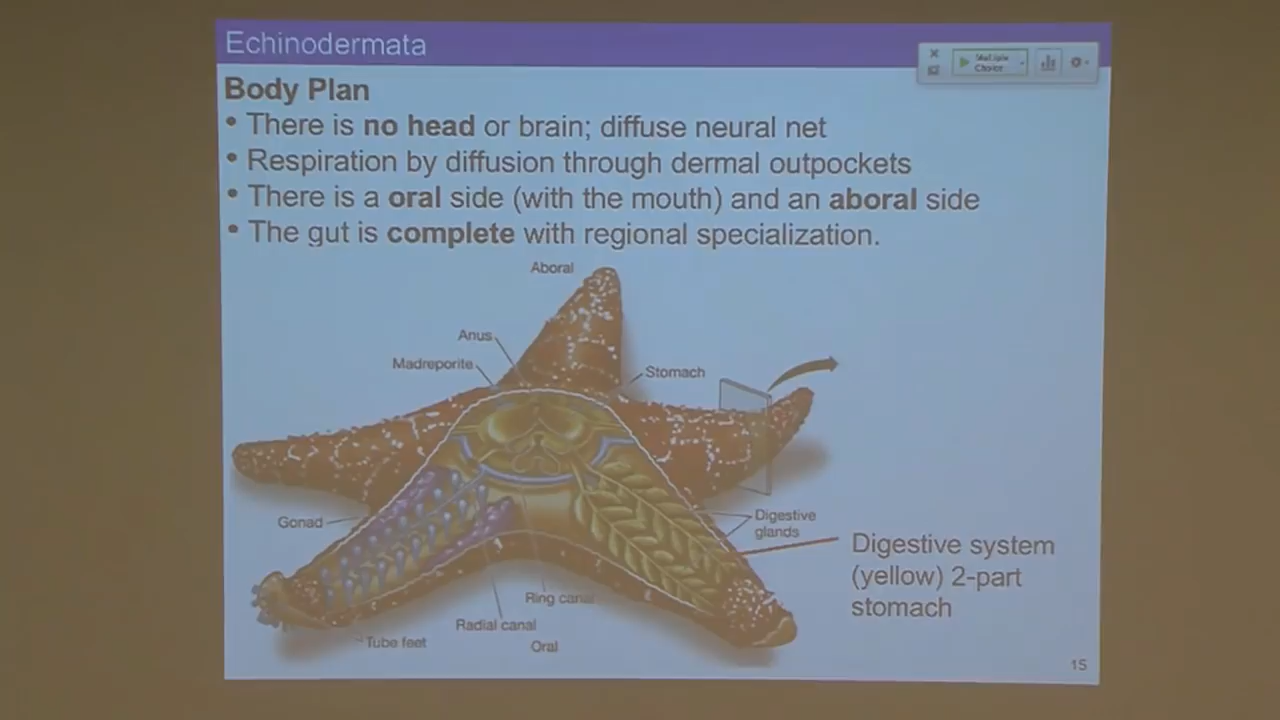 Echinodermata
Multiple
Choice
Body Plan
• There is no head or brain; diffuse neural net
• Respiration by diffusion through dermal outpockets
• There is a oral side (with the mouth) and an aboral side
• The gut is complete with regional specialization.
Aboral
Anus
Madreporite
Stomach
Gonad
Digestive
glands
Digestive system
(yellow) 2-part
stomach
Ring canal
Radial canal
Tube feet
Oral
15